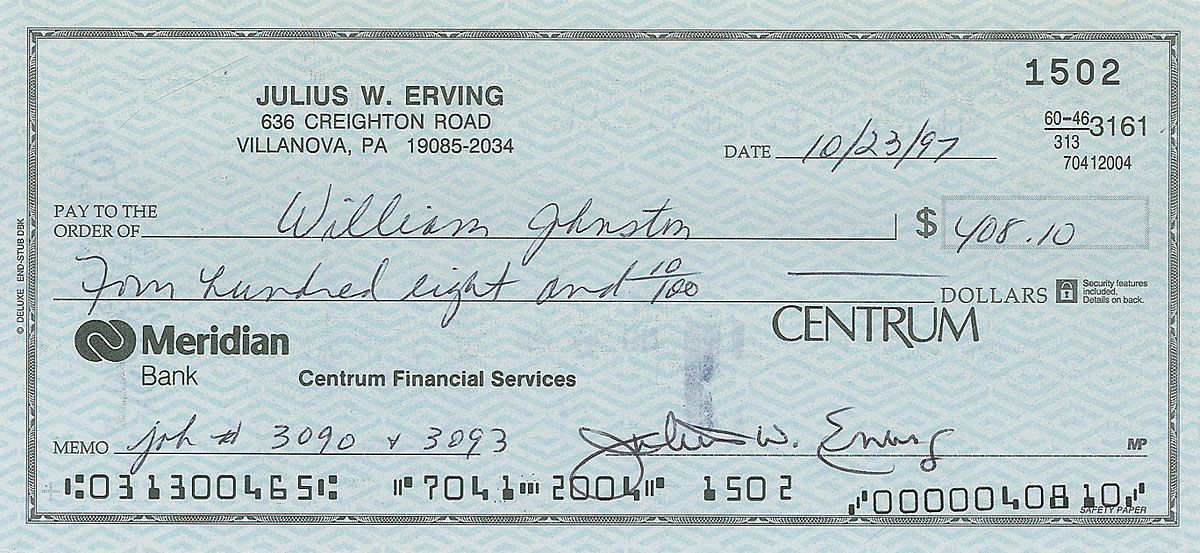 1502
JULIUS W. ERVING
636 CREIGHTON ROAD
VILLANOVA, PA 19085-2034
60-46 3161
313
70412004
DATE 10/23/97
PAY TO THE
ORDER OF William Johnston $ 408.10
Four hundred eight and 10/100 DOLLARS
Security features
included.
Details on back.
© DELUXE END-STUB DBK
Meridian
Bank
CENTRUM
Centrum Financial Services
MEMO job # 3090 + 3093 Julius W. Erving MP
⑆031300465⑆ ⑈7041⑉2004⑈ 1502 ⑇0000040810⑇
SAFETY PAPER